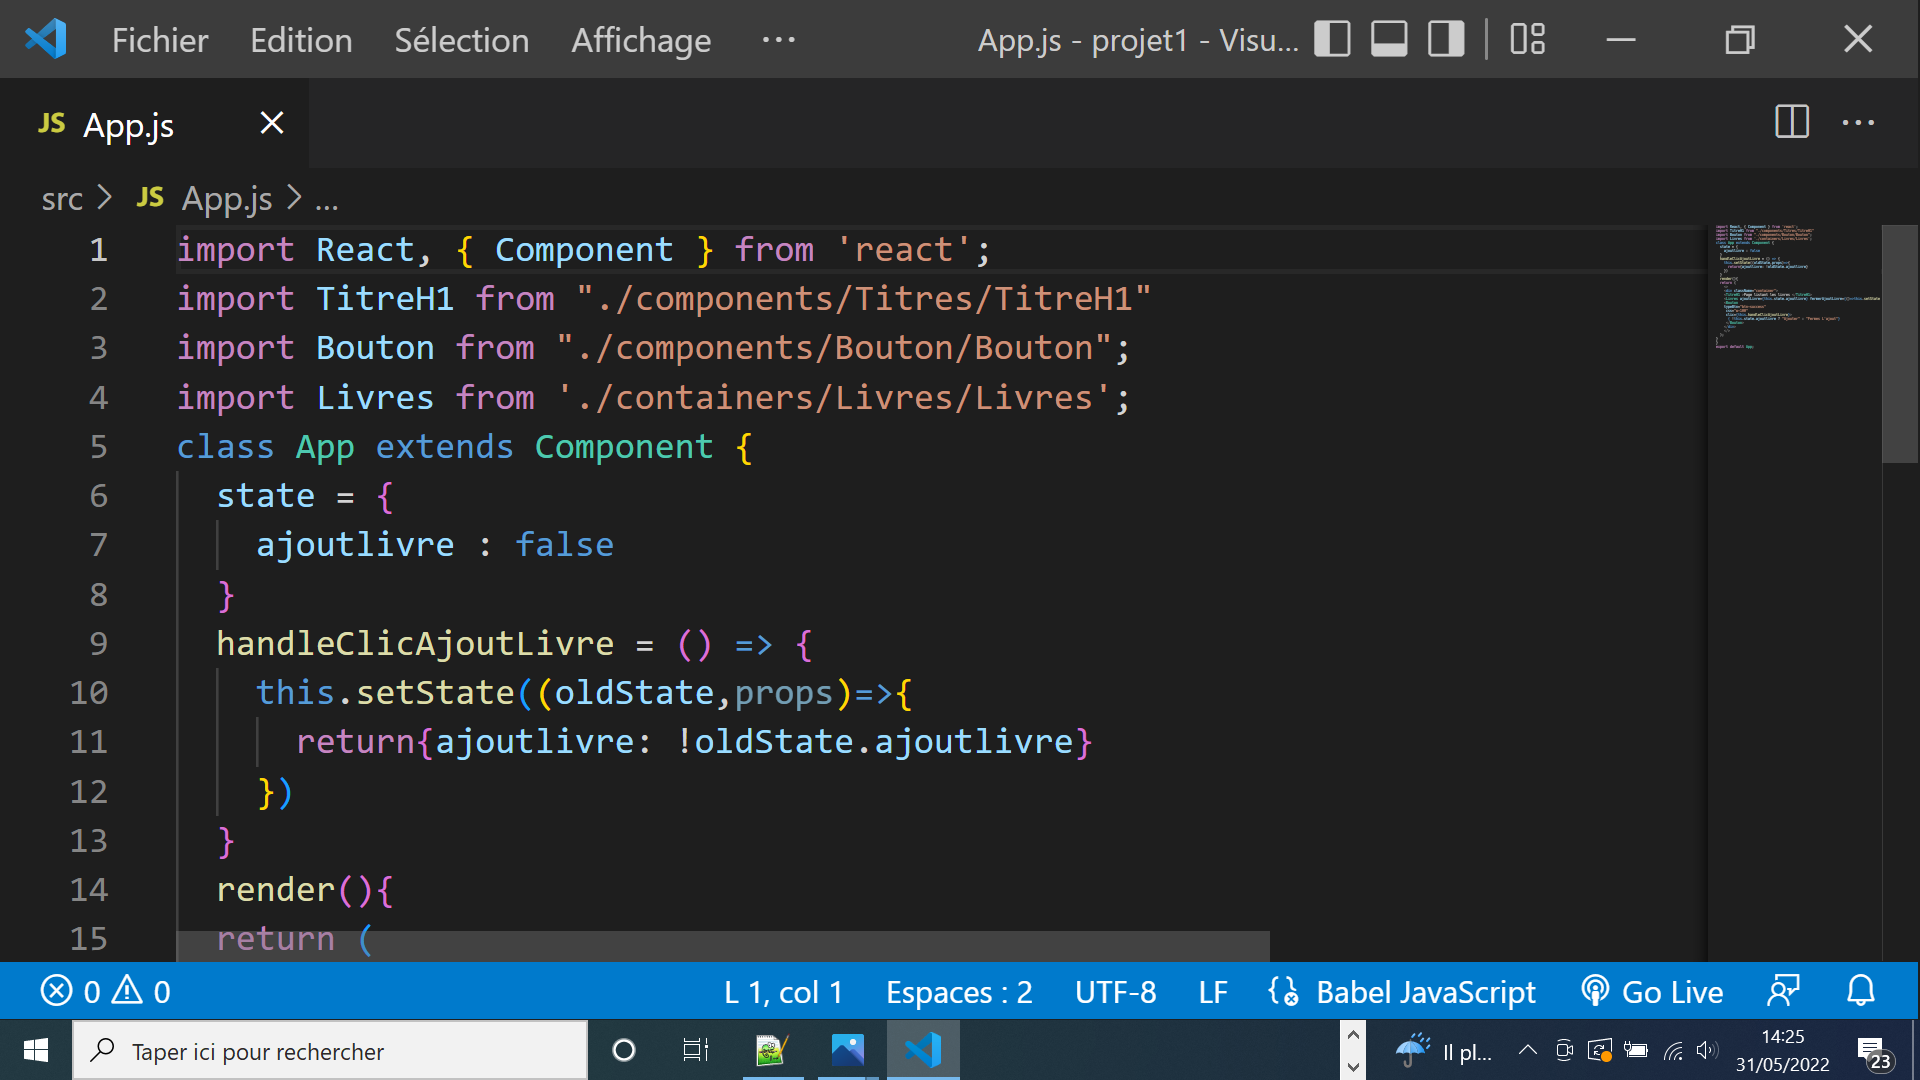 Fichier Edition Sélection Affichage ··· App.js - projet1 - Visu...
JS App.js
src > JS App.js > ...
1 import React, { Component } from 'react';
2 import TitreH1 from "./components/Titres/TitreH1"
3 import Bouton from "./components/Bouton/Bouton";
4 import Livres from './containers/Livres/Livres';
5 class App extends Component {
6 state = {
7 ajoutlivre : false
8 }
9 handleClicAjoutLivre = () => {
10 this.setState((oldState,props)=>{
11 return{ajoutlivre: !oldState.ajoutlivre}
12 })
13 }
14 render(){
15 return (
0 0 L 1, col 1 Espaces : 2 UTF-8 LF Babel JavaScript Go Live
Taper ici pour rechercher Il pl... 14:25
31/05/2022 23